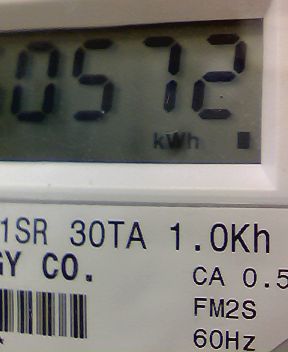 0572
kWh
1SR 30TA 1.0Kh
GY CO.
CA 0.5
FM2S
60Hz